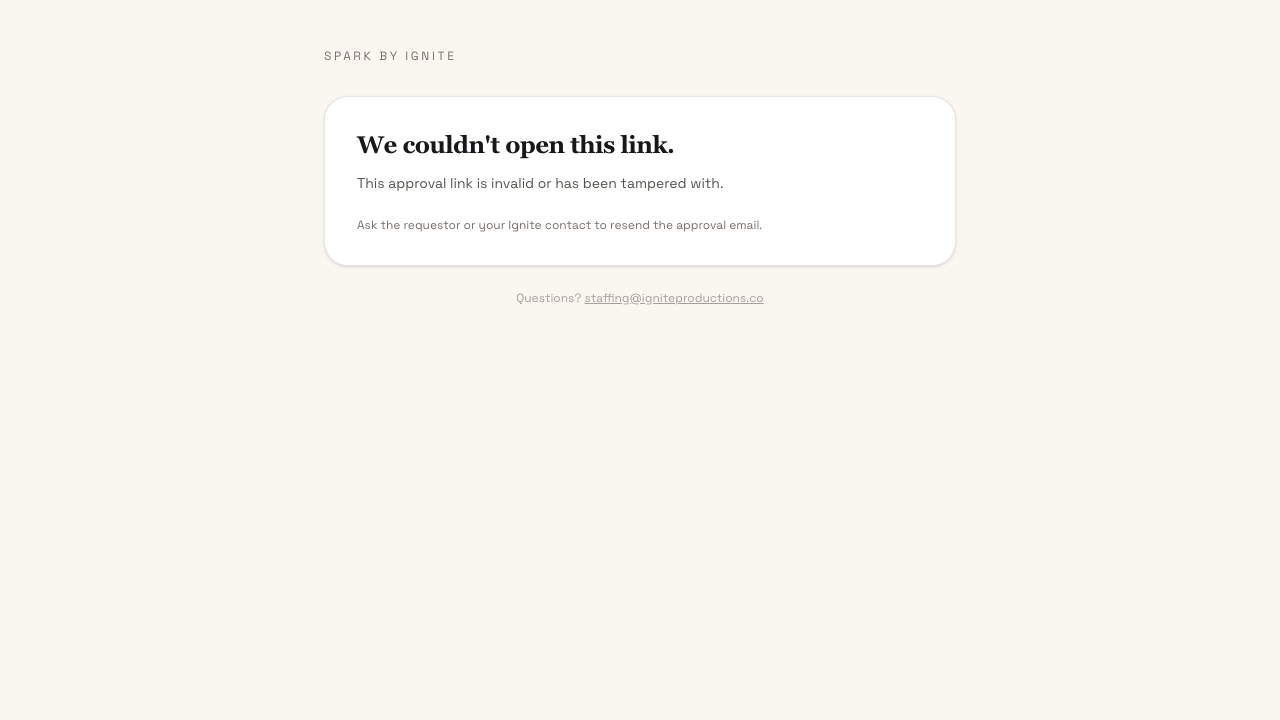 SPARK BY IGNITE
We couldn't open this link.
This approval link is invalid or has been tampered with.
Ask the requestor or your Ignite contact to resend the approval email.
Questions? staffing@igniteproductions.co